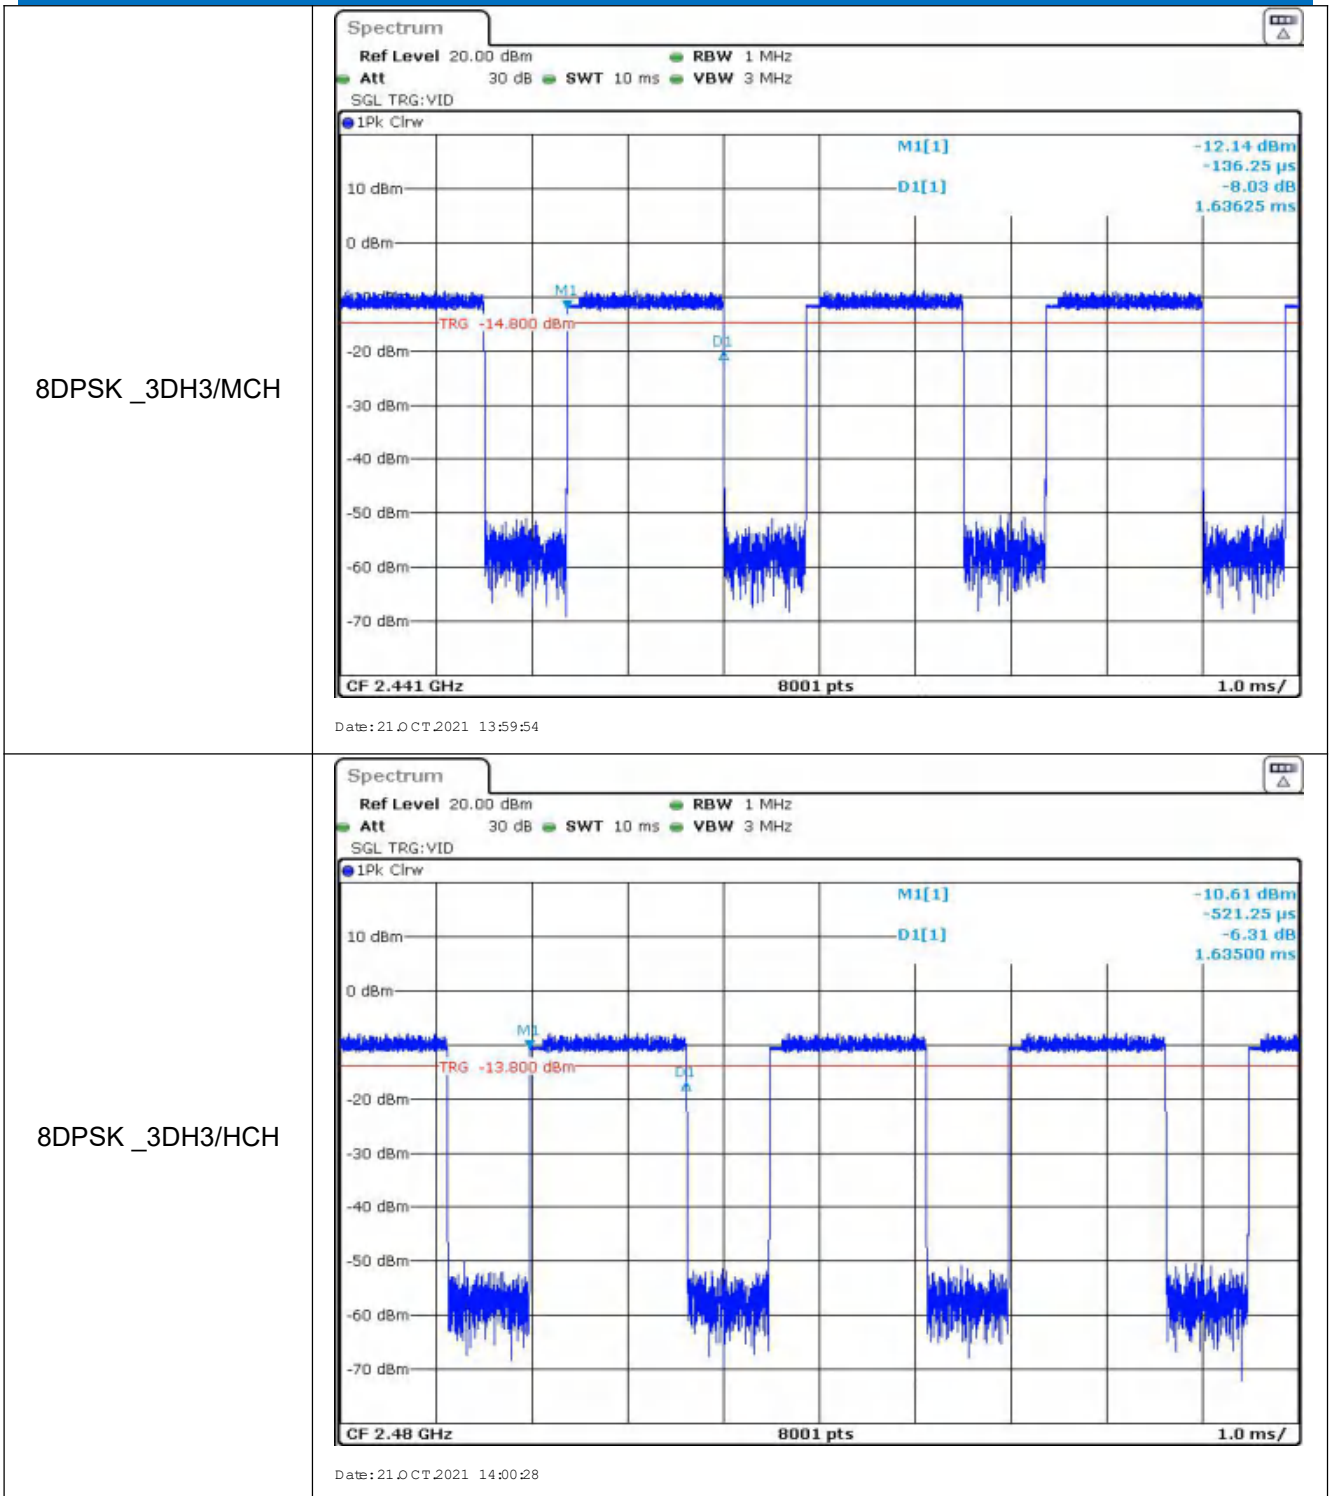 8DPSK _3DH3/MCH
Spectrum
Ref Level 20.00 dBm RBW 1 MHz
Att 30 dB SWT 10 ms VBW 3 MHz
SGL TRG:VID
1Pk Clrw
M1[1] -12.14 dBm
-136.25 µs
10 dBm D1[1] -8.03 dB
1.63625 ms
0 dBm
M1
-10 dBm
TRG -14.800 dBm
D1
-20 dBm
-30 dBm
-40 dBm
-50 dBm
-60 dBm
-70 dBm
CF 2.441 GHz 8001 pts 1.0 ms/
Date: 21.OCT.2021 13:59:54
8DPSK _3DH3/HCH
Spectrum
Ref Level 20.00 dBm RBW 1 MHz
Att 30 dB SWT 10 ms VBW 3 MHz
SGL TRG:VID
1Pk Clrw
M1[1] -10.61 dBm
-521.25 µs
10 dBm D1[1] -6.31 dB
1.63500 ms
0 dBm
M1
TRG -13.800 dBm
D1
-20 dBm
-30 dBm
-40 dBm
-50 dBm
-60 dBm
-70 dBm
CF 2.48 GHz 8001 pts 1.0 ms/
Date: 21.OCT.2021 14:00:28